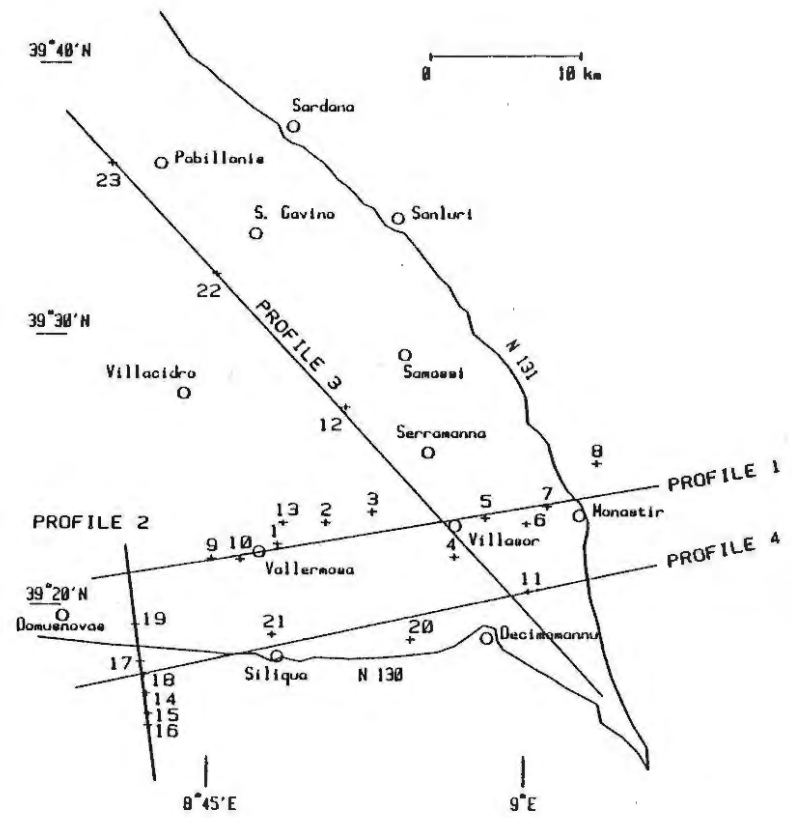 39°40'N
0 10 km
Sardana
Pabillonis
23
S. Gavino
Sanluri
22
39°30'N
PROFILE 3
N 131
Villacidro
Samassi
12
Serramanna
8
PROFILE 1
13 2 3 5 7
PROFILE 2
1 6 Monastir
9 10 Villasor
4
Vallermosa
PROFILE 4
11
39°20'N
19 21 20
Domusnovas
Decimomannu
17
Siliqua N 130
18
14
15
16
8°45'E 9°E